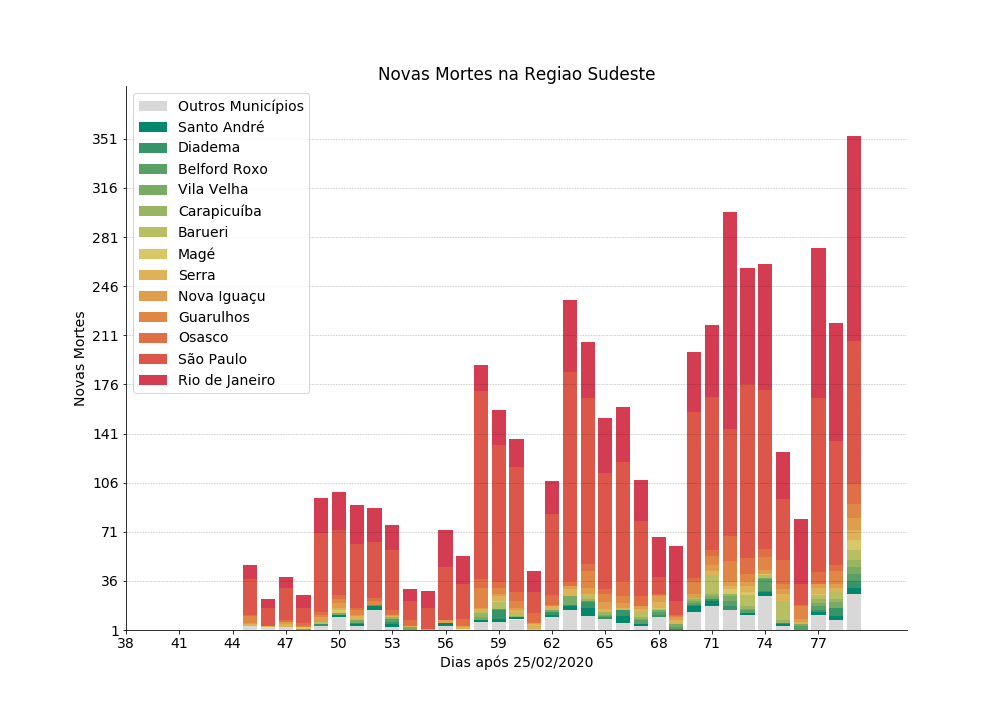 Novas Mortes na Regiao Sudeste
Outros Municípios
Santo André
Diadema
Belford Roxo
Vila Velha
Carapicuíba
Barueri
Magé
Serra
Nova Iguaçu
Guarulhos
Osasco
São Paulo
Rio de Janeiro
351
316
281
246
211
176
141
106
71
36
1
Novas Mortes
38 41 44 47 50 53 56 59 62 65 68 71 74 77
Dias após 25/02/2020